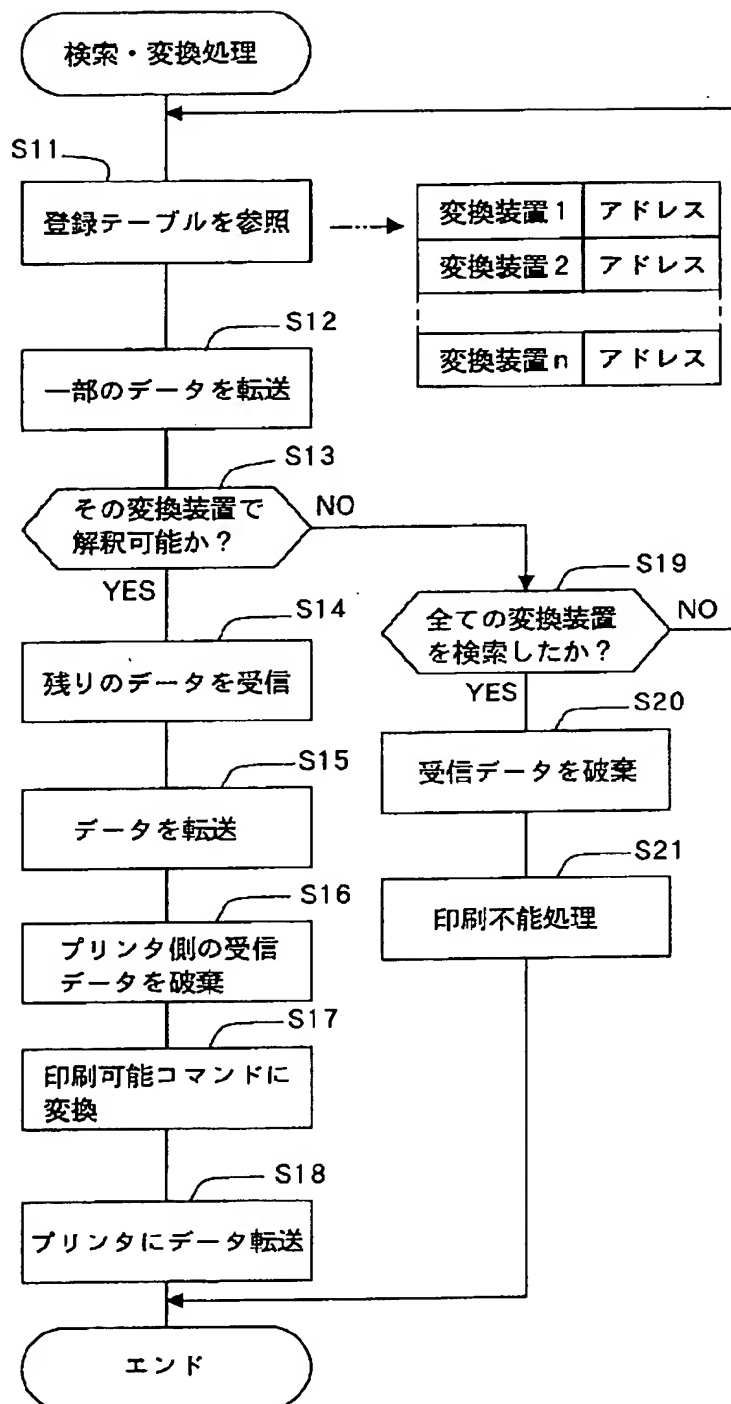 検索・変換処理
S11
登録テーブルを参照
変換装置1 アドレス
変換装置2 アドレス
変換装置n アドレス
S12
一部のデータを転送
S13
その変換装置で
解釈可能か？
NO
YES
S14
残りのデータを受信
S15
データを転送
S16
プリンタ側の受信
データを破棄
S17
印刷可能コマンドに
変換
S18
プリンタにデータ転送
S19
全ての変換装置
を検索したか？
NO
YES
S20
受信データを破棄
S21
印刷不能処理
エンド